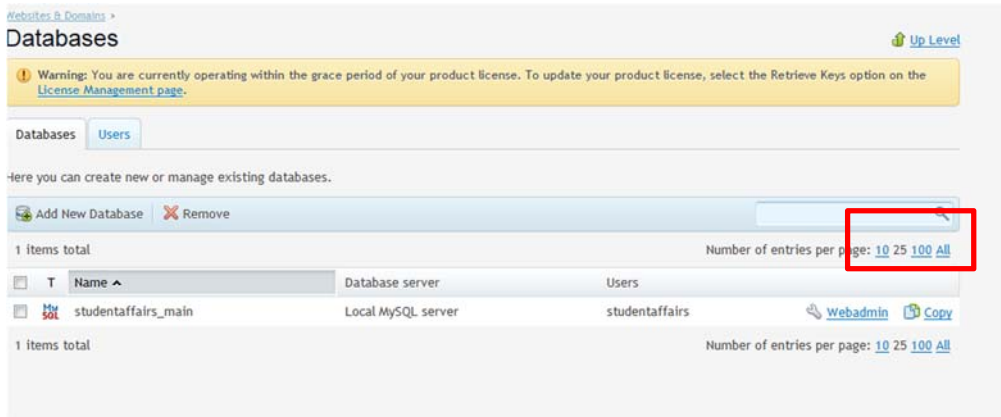 Websites & Domains >
Databases
Up Level
Warning: You are currently operating within the grace period of your product license. To update your product license, select the Retrieve Keys option on the
License Management page.
Databases Users
Here you can create new or manage existing databases.
Add New Database Remove
1 items total Number of entries per page: 10 25 100 All
T Name Database server Users
MySQL studentaffairs_main Local MySQL server studentaffairs Webadmin Copy
1 items total Number of entries per page: 10 25 100 All